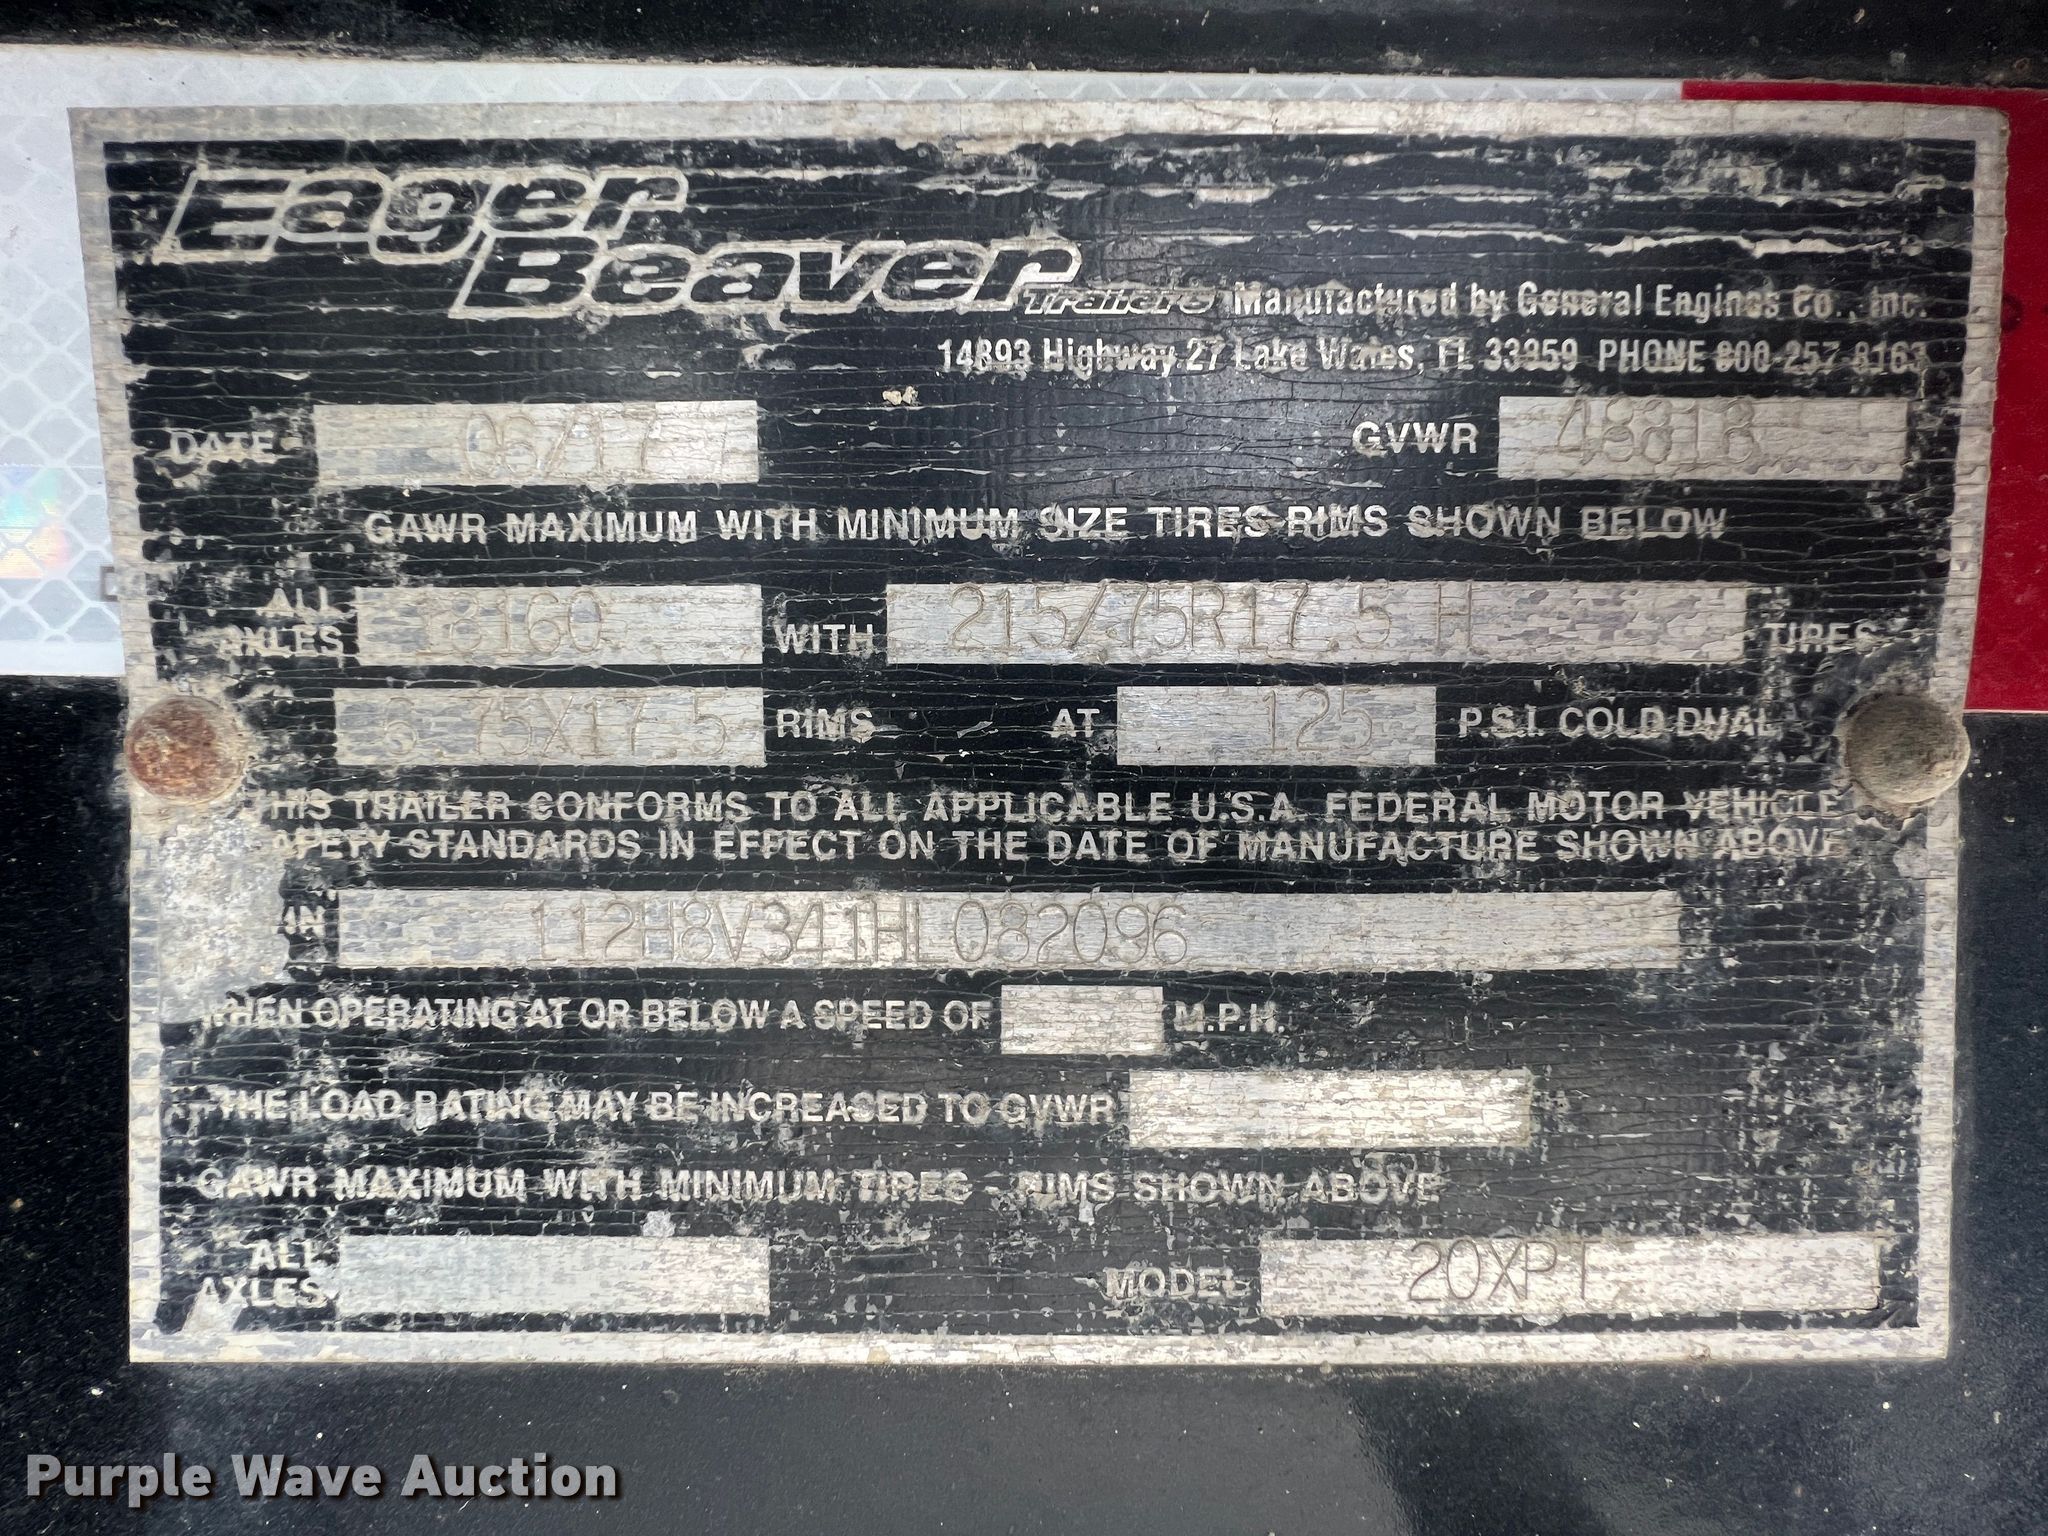 Eager
Beaver
Trailers Manufactured by General Engines Co., Inc.
14893 Highway 27 Lake Wales, FL 33859 PHONE 800-257-8163
DATE 06/17 GVWR 48818
GAWR MAXIMUM WITH MINIMUM SIZE TIRES-RIMS SHOWN BELOW
ALL AXLES 18160 WITH 215/75R17.5 H TIRES
6.75X17.5 RIMS AT 125 P.S.I. COLD DUAL
THIS TRAILER CONFORMS TO ALL APPLICABLE U.S.A. FEDERAL MOTOR VEHICLE
SAFETY STANDARDS IN EFFECT ON THE DATE OF MANUFACTURE SHOWN ABOVE
VIN 112H8V341HL082096
WHEN OPERATING AT OR BELOW A SPEED OF M.P.H.
THE LOAD RATING MAY BE INCREASED TO GVWR
GAWR MAXIMUM WITH MINIMUM TIRES - RIMS SHOWN ABOVE
ALL AXLES MODEL 20XPT
Purple Wave Auction